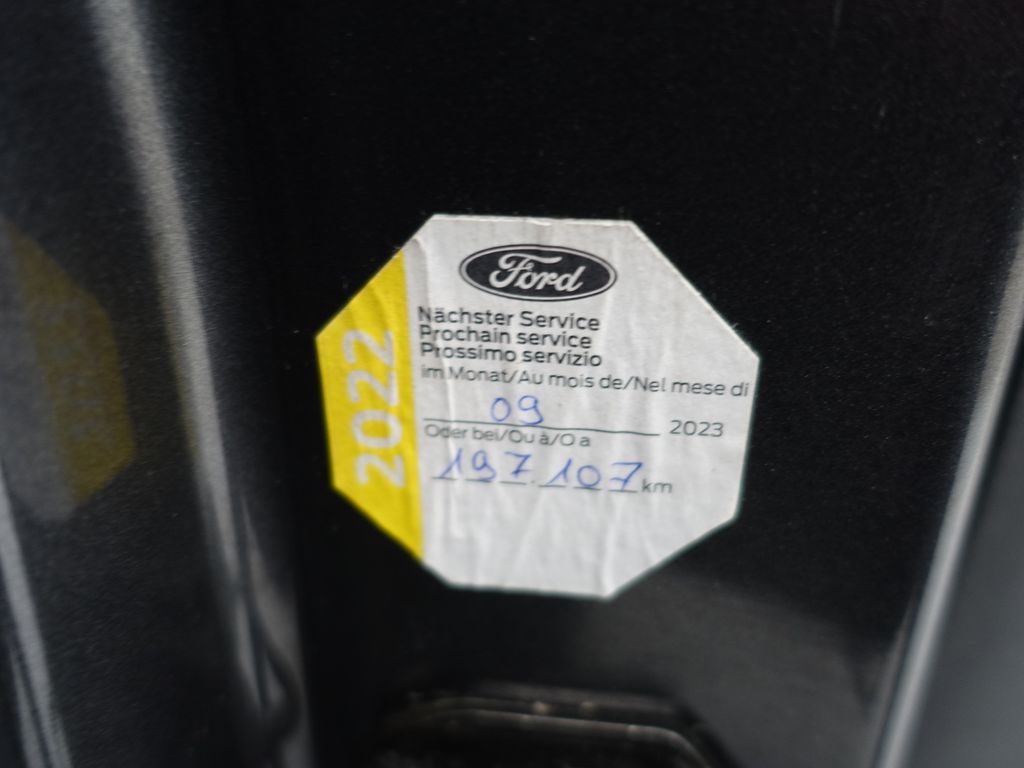 Ford
2022
Nächster Service
Prochain service
Prossimo servizio
im Monat/Au mois de/Nel mese di
09 2023
Oder bei/Ou à/O a
197.107 km